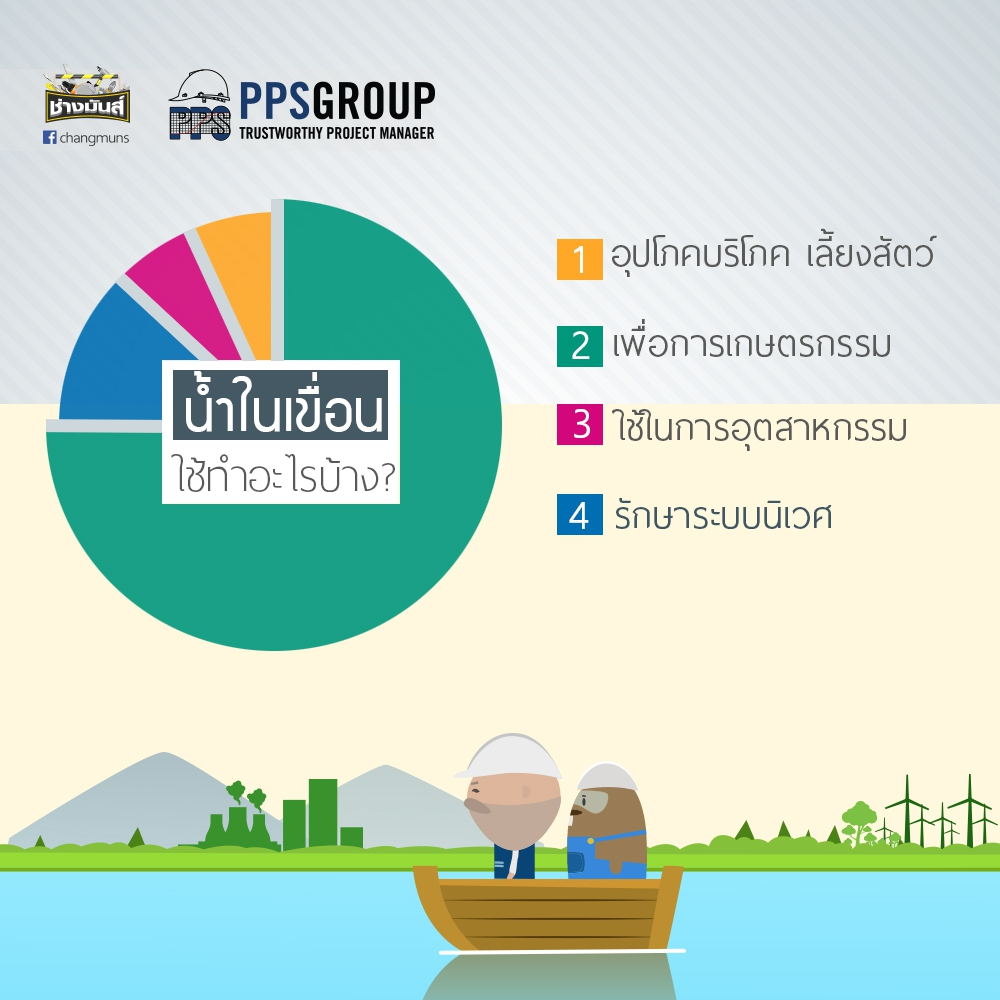 ช่างมันส์
changmuns
PPS
PPSGROUP
TRUSTWORTHY PROJECT MANAGER
1 อุปโภคบริโภค เลี้ยงสัตว์
2 เพื่อการเกษตรกรรม
3 ใช้ในการอุตสาหกรรม
4 รักษาระบบนิเวศ
น้ำในเขื่อน
ใช้ทำอะไรบ้าง?